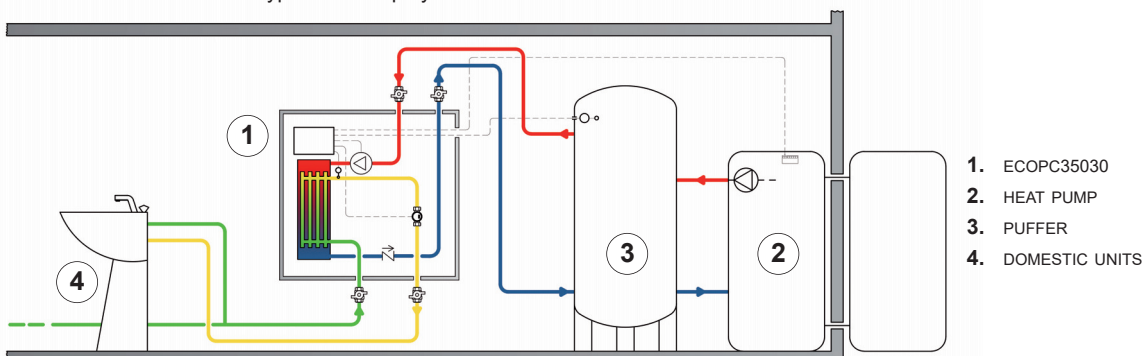 1
4
3
2
1. ECOPC35030
2. HEAT PUMP
3. PUFFER
4. DOMESTIC UNITS